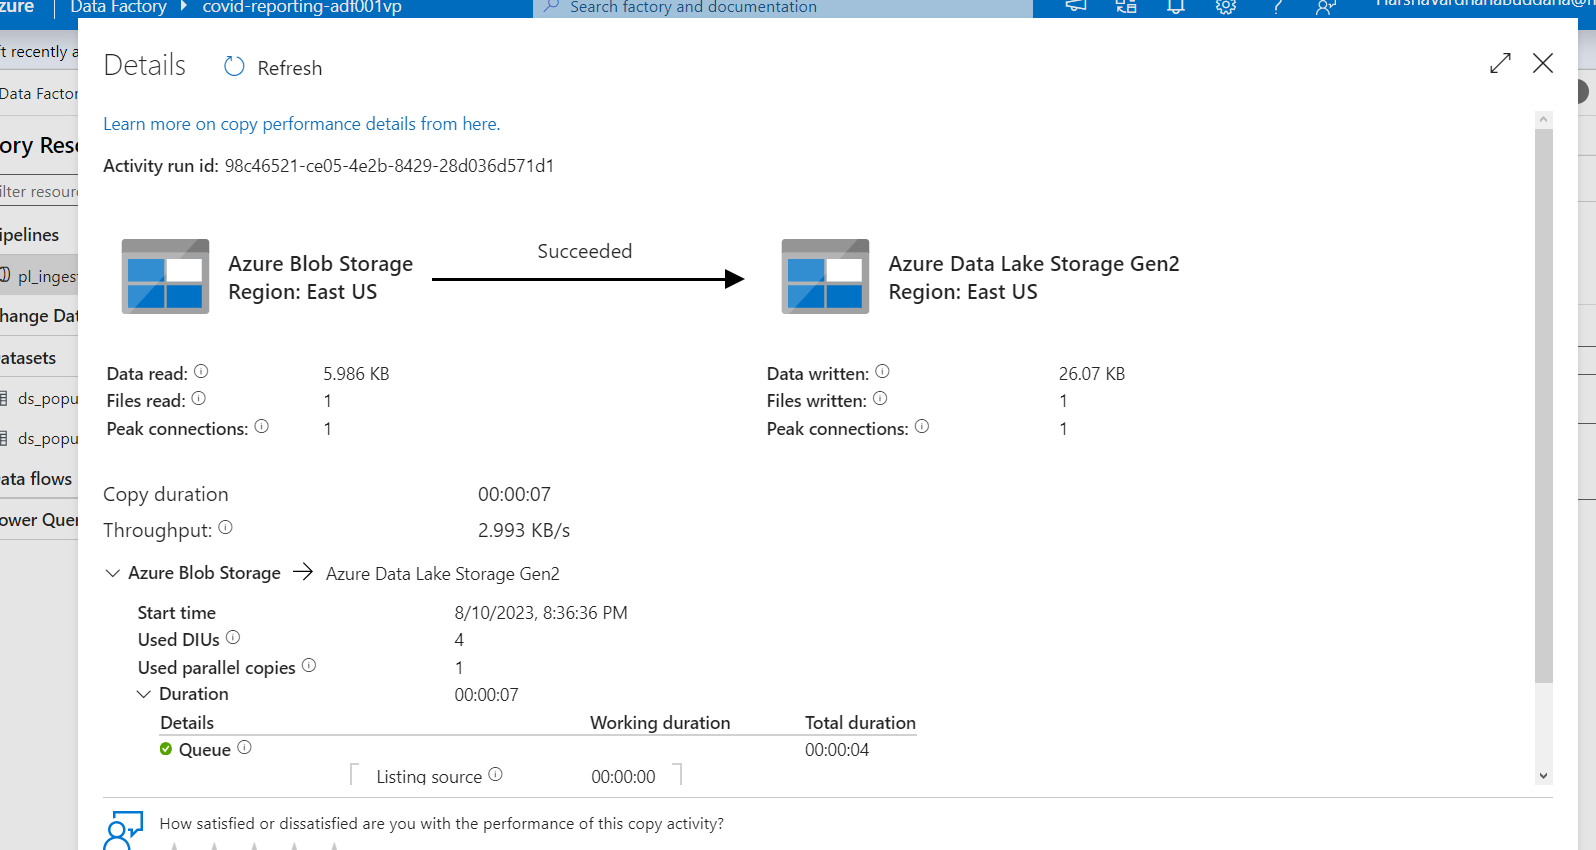 zure Data Factory covid-reporting-adf001vp Search factory and documentation
ft recently a
Data Factor
ory Reso
ilter resour
ipelines
pl_inges
hange Dat
atasets
ds_popu
ds_popu
ata flows
ower Quer
Details Refresh
Learn more on copy performance details from here.
Activity run id: 98c46521-ce05-4e2b-8429-28d036d571d1
Azure Blob Storage
Region: East US
Succeeded
Azure Data Lake Storage Gen2
Region: East US
Data read: 5.986 KB
Files read: 1
Peak connections: 1
Data written: 26.07 KB
Files written: 1
Peak connections: 1
Copy duration 00:00:07
Throughput: 2.993 KB/s
Azure Blob Storage → Azure Data Lake Storage Gen2
Start time 8/10/2023, 8:36:36 PM
Used DIUs 4
Used parallel copies 1
Duration 00:00:07
Details Working duration Total duration
Queue 00:00:04
Listing source 00:00:00
How satisfied or dissatisfied are you with the performance of this copy activity?